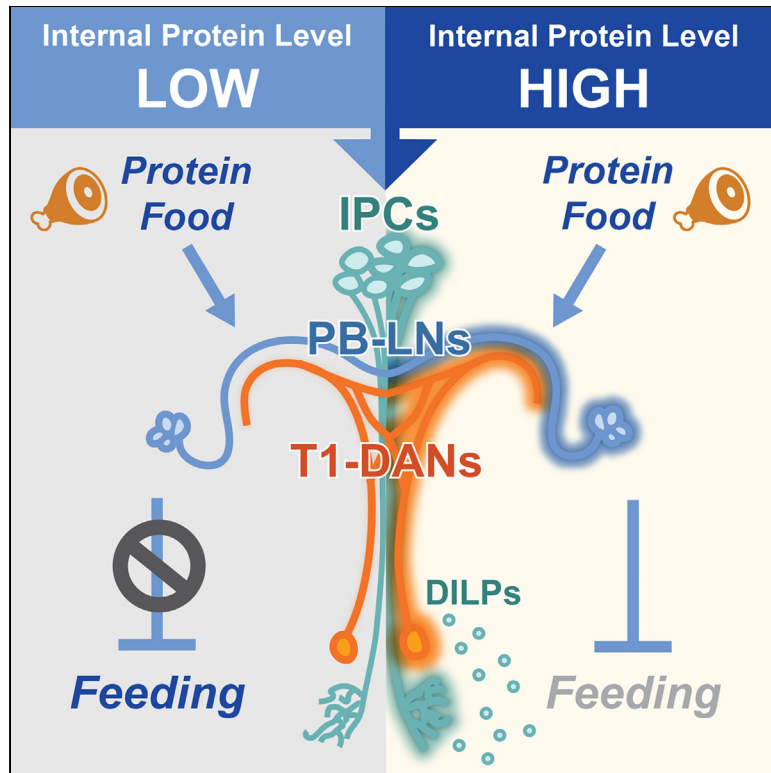 Internal Protein Level
LOW
Internal Protein Level
HIGH
Protein
Food
Protein
Food
IPCs
PB-LNs
T1-DANs
DILPs
Feeding
Feeding